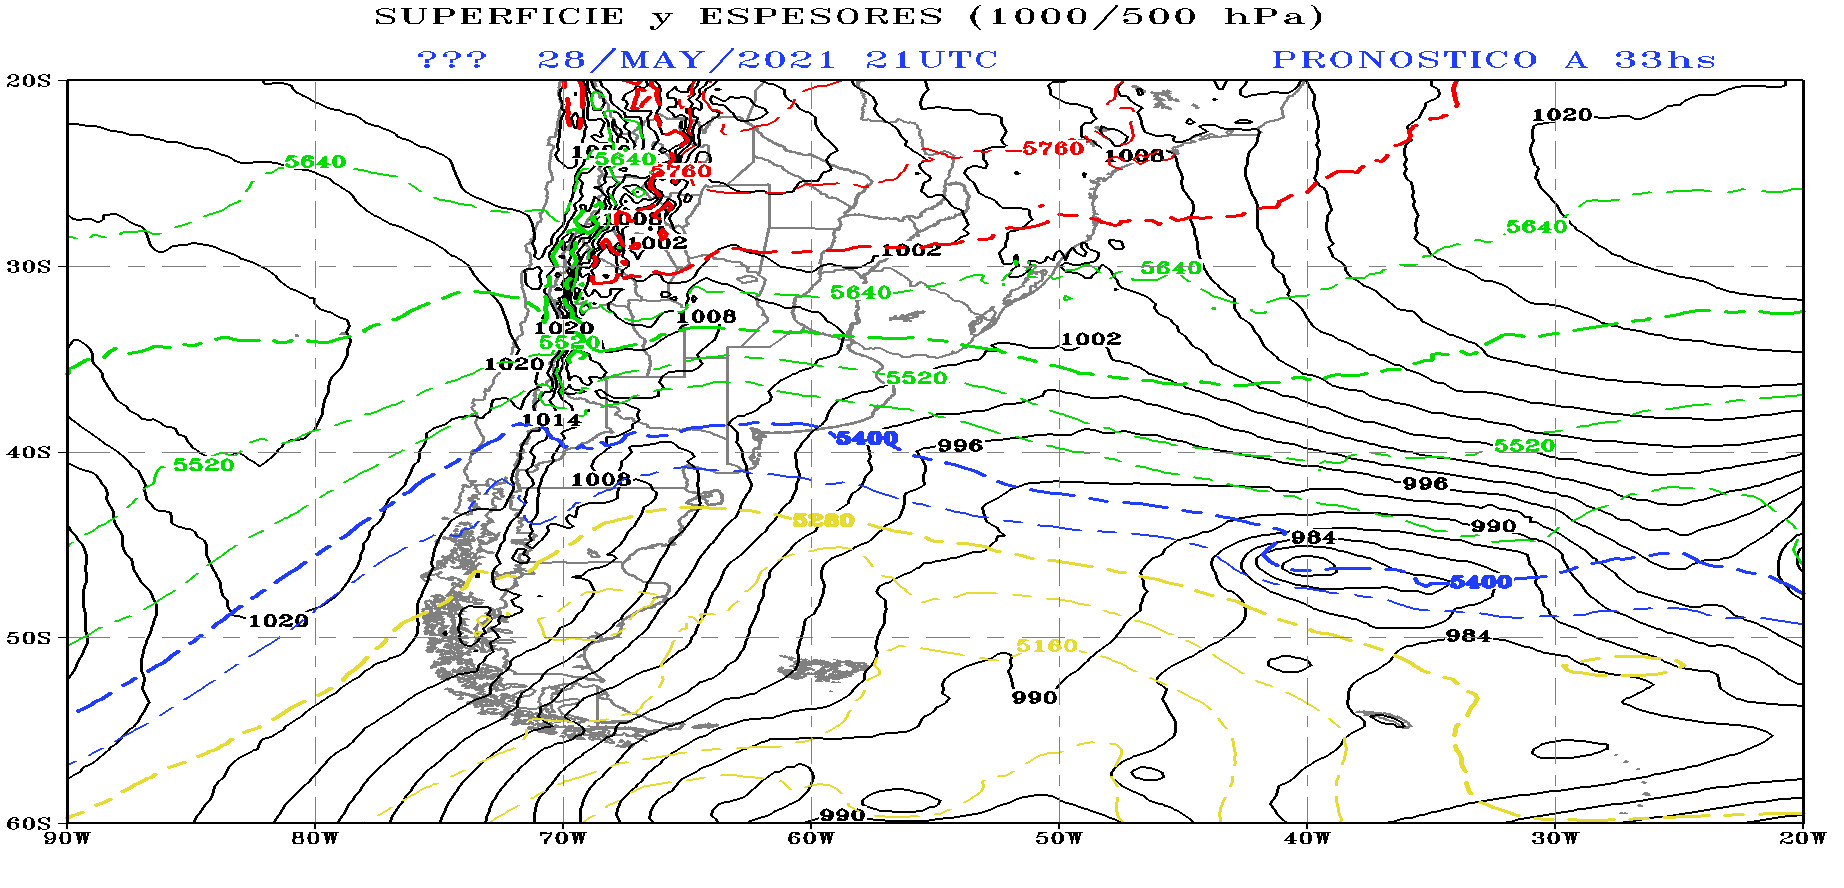 SUPERFICIE y ESPESORES (1000/500 hPa)
??? 28/MAY/2021 21UTC PRONOSTICO A 33hs
20S
1020
5640 5640 5760 5760 1008
1008
5640
1002 1002
30S 5640 5640
1020 1008
5520 1002
1020
5520
1014
5400 996 5520
40S
5520
1008 996
5280 990
984
5400
1020
50S 984
5160
990
990
60S
90W 80W 70W 60W 50W 40W 30W 20W